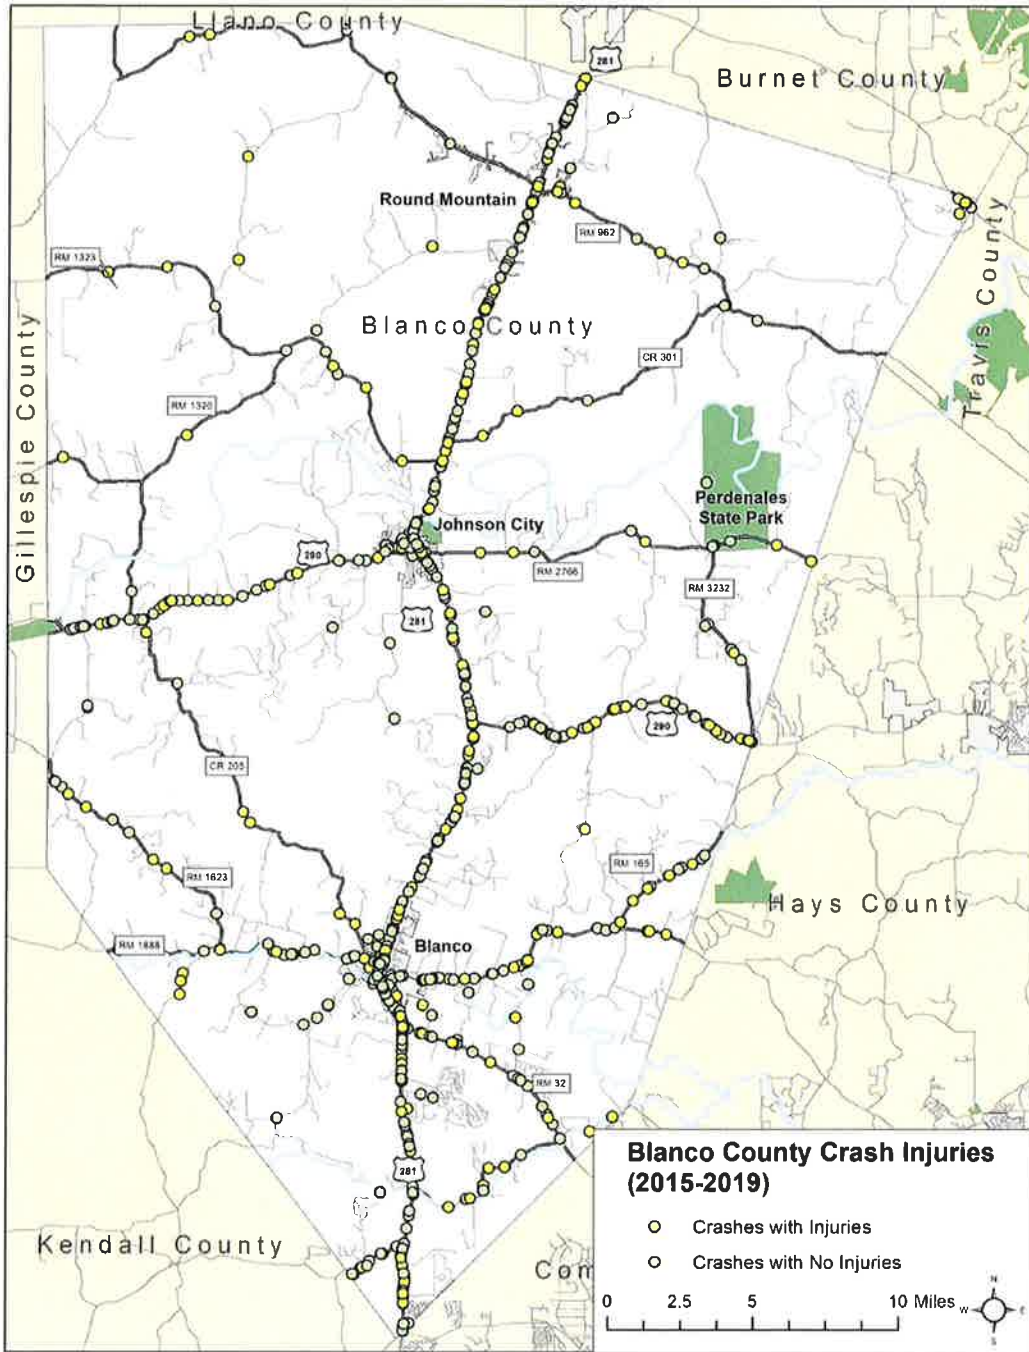 Llano County
281
Burnet County
Round Mountain
RM 962
RM 1323
Travis County
Blanco County
CR 301
Gillespie County
RM 1320
Perdenales
State Park
Johnson City
290
RM 2766
RM 3232
281
290
CR 205
RM 165
RM 1623
Hays County
RM 1888
Blanco
RM 32
Blanco County Crash Injuries
(2015-2019)
281
Crashes with Injuries
Kendall County
Com
Crashes with No Injuries
0 2.5 5 10 Miles
N
W E
S